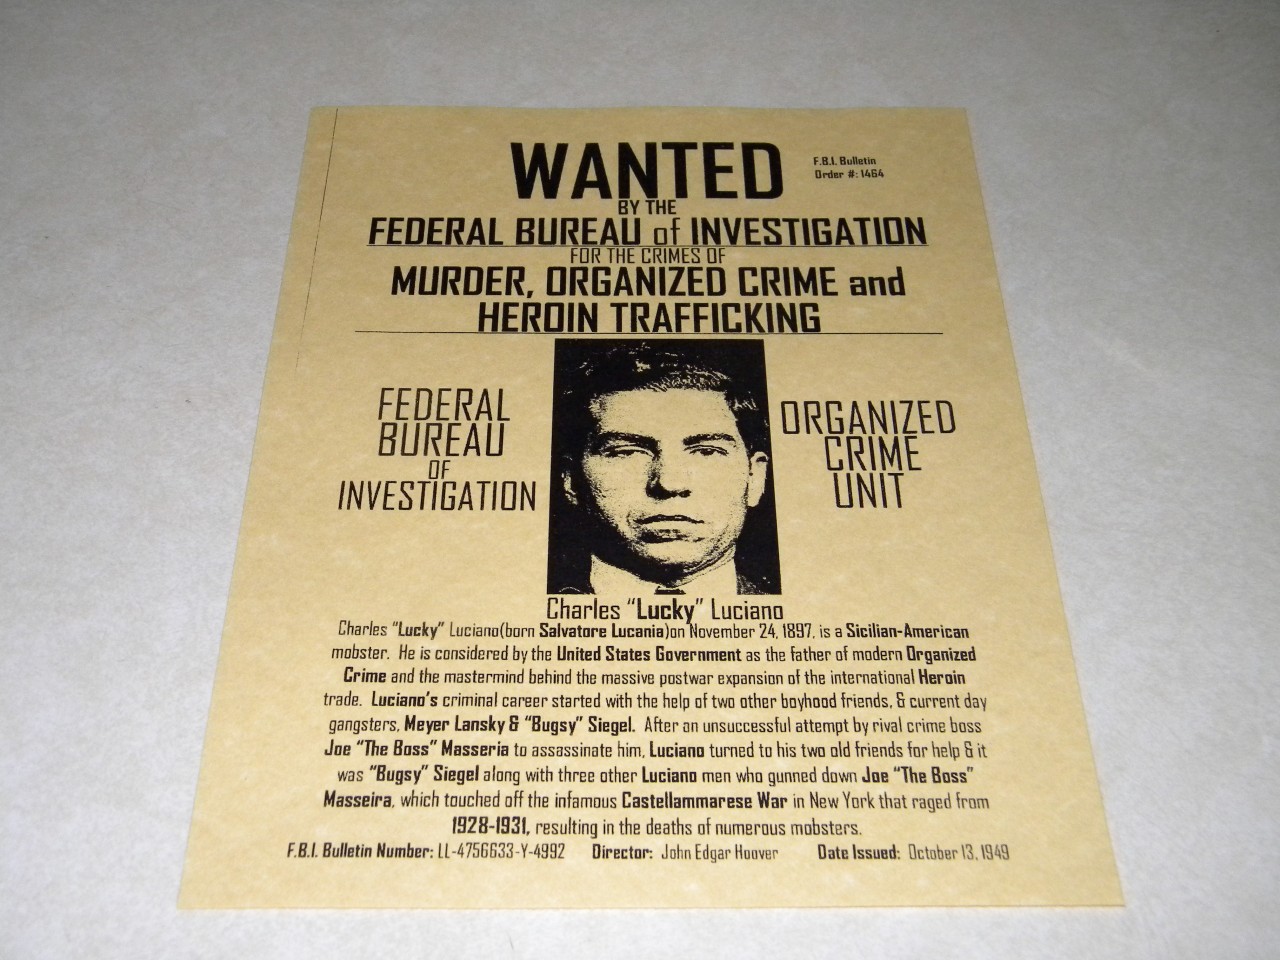 WANTED
F.B.I. Bulletin
Order #: 1464
BY THE
FEDERAL BUREAU of INVESTIGATION
FOR THE CRIMES OF
MURDER, ORGANIZED CRIME and
HEROIN TRAFFICKING
FEDERAL
BUREAU
OF
INVESTIGATION
ORGANIZED
CRIME
UNIT
Charles "Lucky" Luciano
Charles "Lucky" Luciano(born Salvatore Lucania)on November 24, 1897, is a Sicilian-American
mobster. He is considered by the United States Government as the father of modern Organized
Crime and the mastermind behind the massive postwar expansion of the international Heroin
trade. Luciano's criminal career started with the help of two other boyhood friends, & current day
gangsters, Meyer Lansky & "Bugsy" Siegel. After an unsuccessful attempt by rival crime boss
Joe "The Boss" Masseria to assassinate him, Luciano turned to his two old friends for help & it
was "Bugsy" Siegel along with three other Luciano men who gunned down Joe "The Boss"
Masseira, which touched off the infamous Castellammarese War in New York that raged from
1928-1931, resulting in the deaths of numerous mobsters.
F.B.I. Bulletin Number: LL-4756633-Y-4992 Director: John Edgar Hoover Date Issued: October 13, 1949